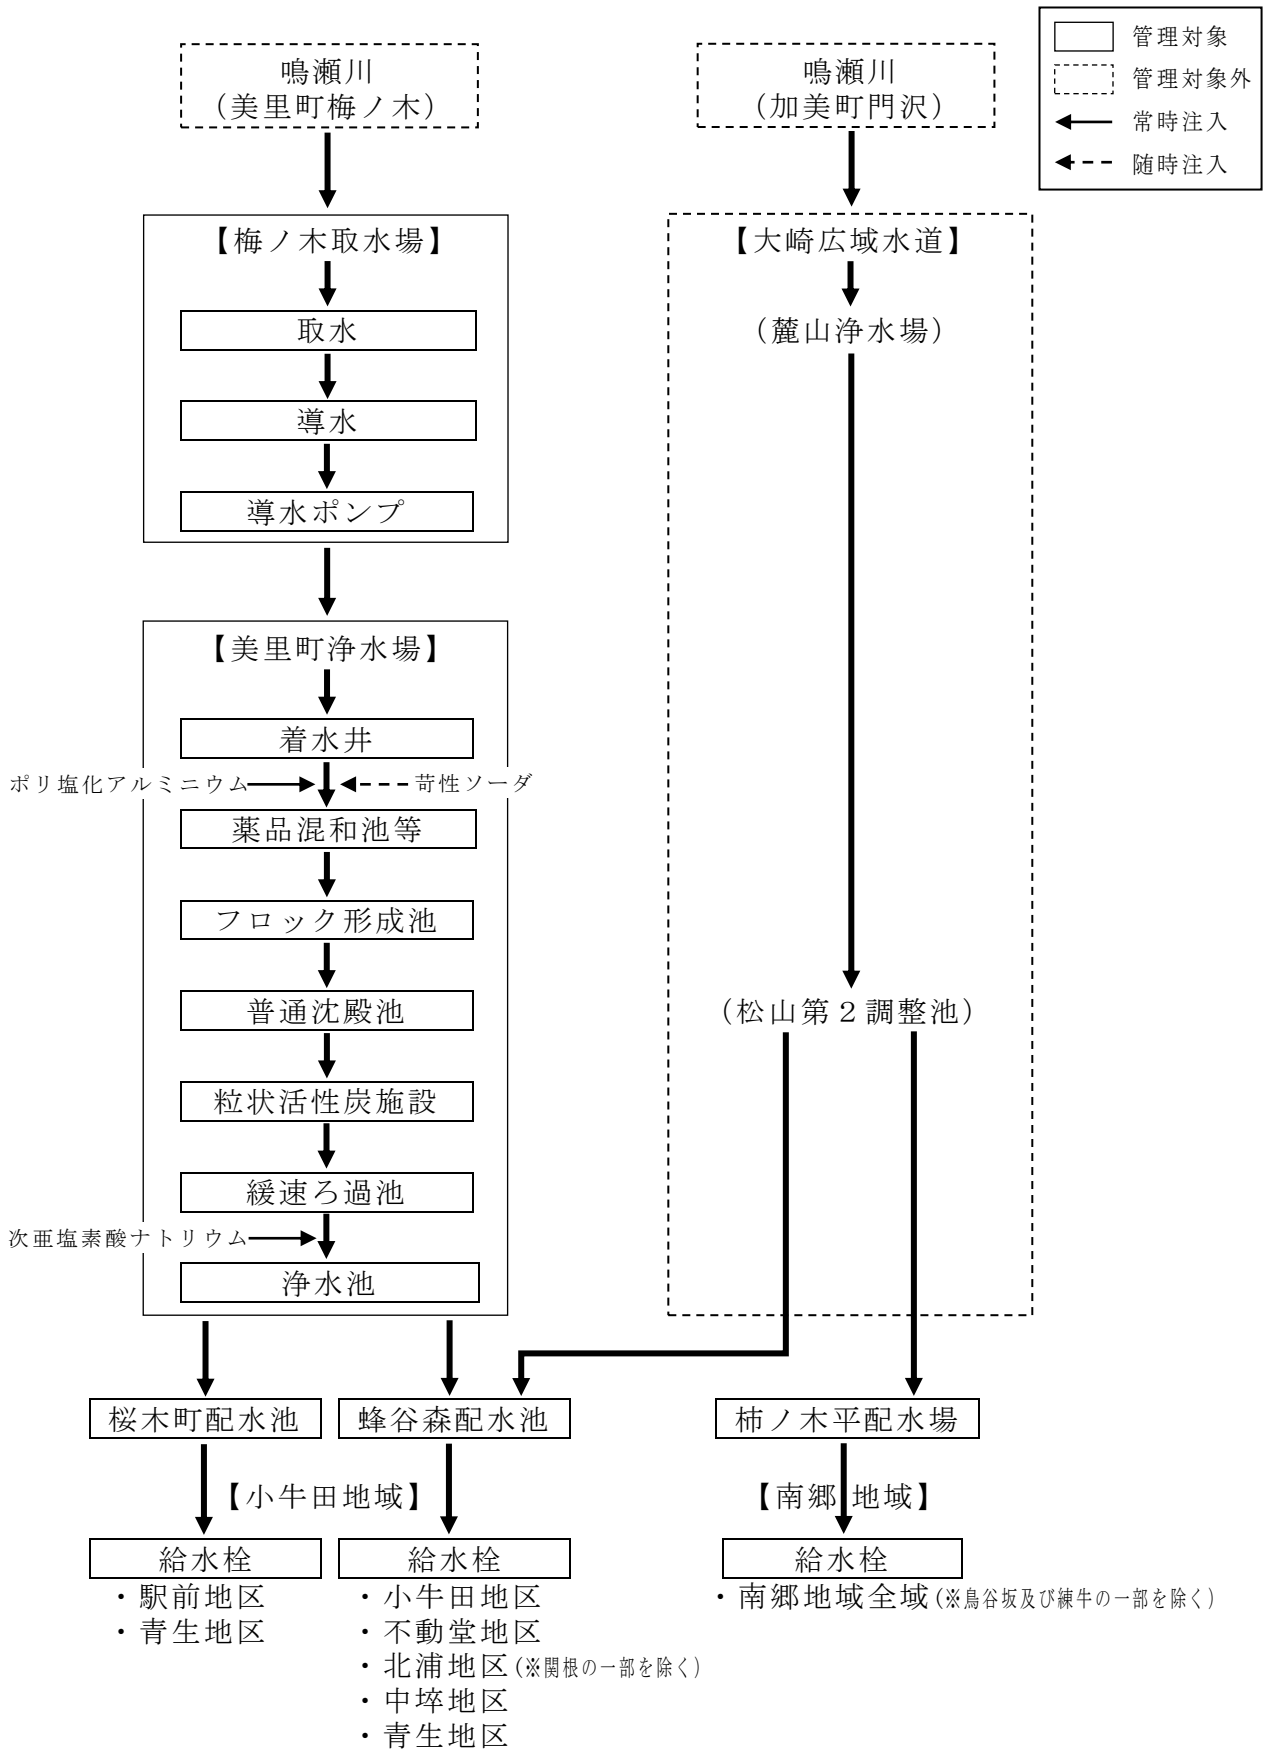 管理対象
管理対象外
常時注入
随時注入
鳴瀬川
（美里町梅ノ木）
【梅ノ木取水場】
取水
導水
導水ポンプ
【美里町浄水場】
着水井
ポリ塩化アルミニウム
苛性ソーダ
薬品混和池等
フロック形成池
普通沈殿池
粒状活性炭施設
緩速ろ過池
次亜塩素酸ナトリウム
浄水池
鳴瀬川
（加美町門沢）
【大崎広域水道】
（麓山浄水場）
（松山第２調整池）
桜木町配水池
蜂谷森配水池
柿ノ木平配水場
【小牛田地域】
【南郷地域】
給水栓
・駅前地区
・青生地区
給水栓
・小牛田地区
・不動堂地区
・北浦地区（※関根の一部を除く）
・中埣地区
・青生地区
給水栓
・南郷地域全域（※鳥谷坂及び練牛の一部を除く）